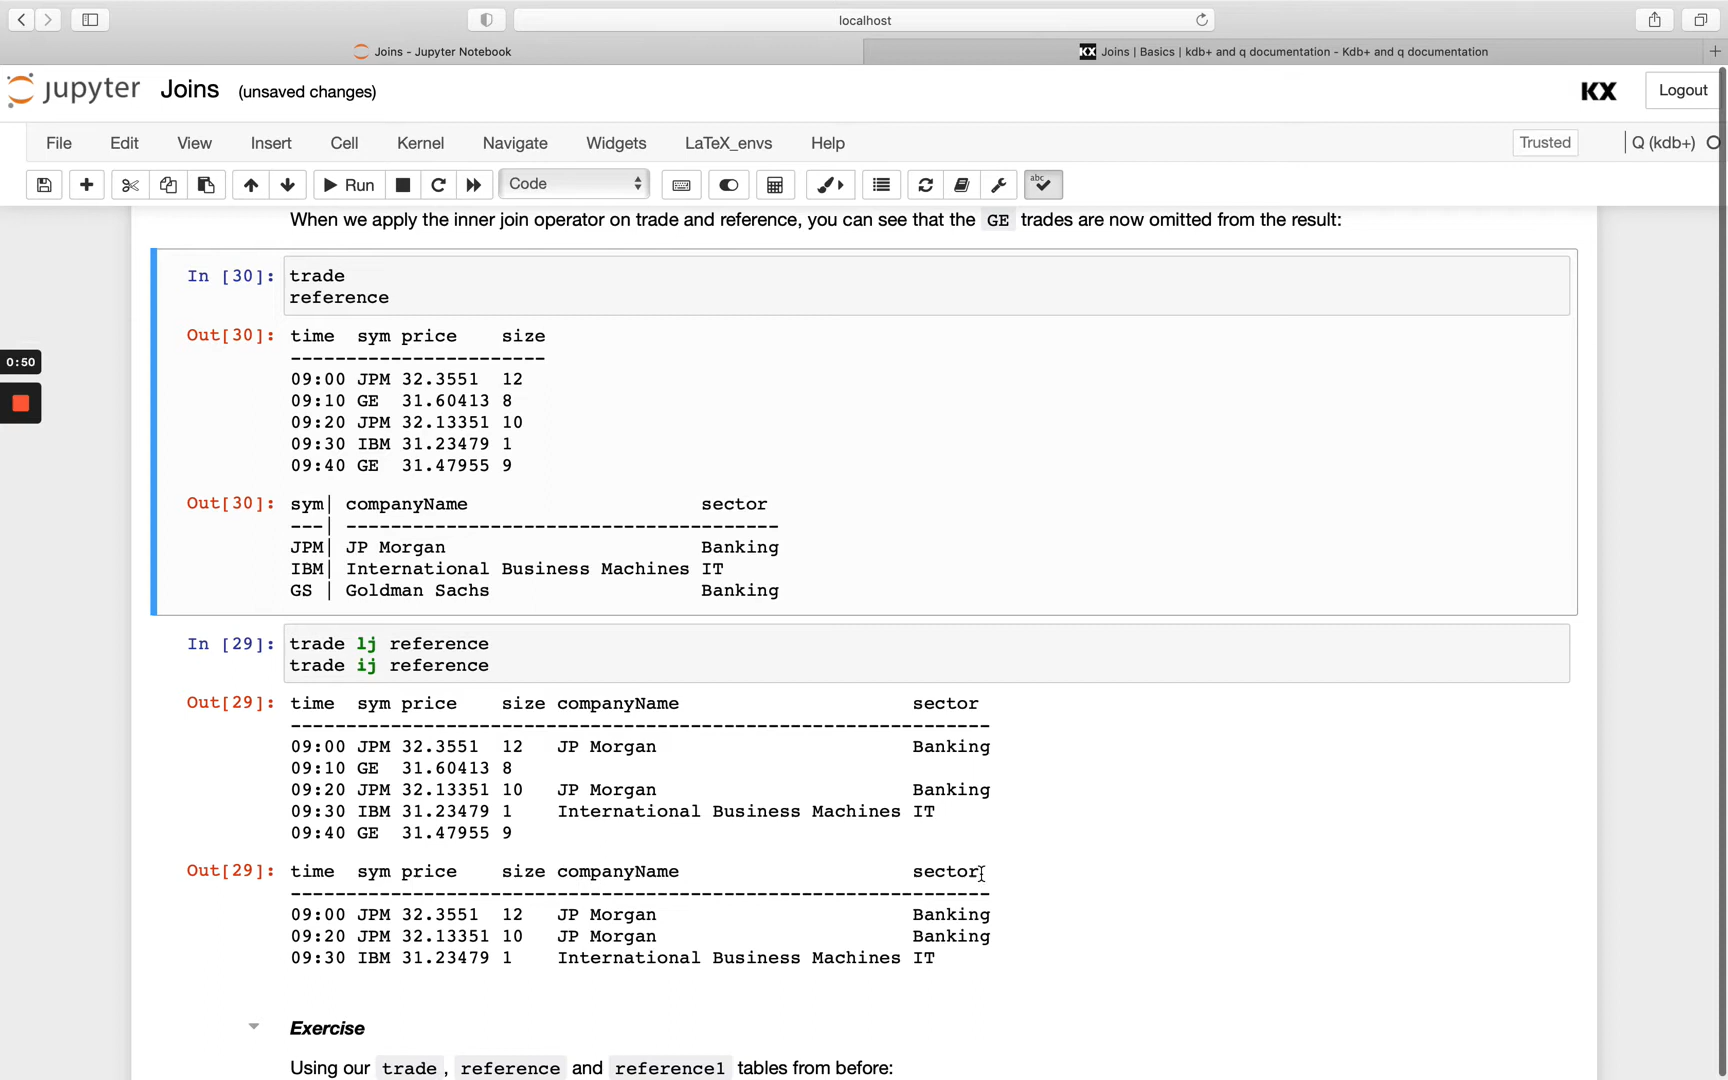 localhost
Joins - Jupyter Notebook
KX Joins | Basics | kdb+ and q documentation - Kdb+ and q documentation
jupyter Joins (unsaved changes) KX Logout
File Edit View Insert Cell Kernel Navigate Widgets LaTeX_envs Help Trusted Q (kdb+)
Run Code abc
When we apply the inner join operator on trade and reference, you can see that the GE trades are now omitted from the result:
In [30]: trade
reference
Out[30]: time sym price size
-----------------------
09:00 JPM 32.3551 12
09:10 GE 31.60413 8
09:20 JPM 32.13351 10
09:30 IBM 31.23479 1
09:40 GE 31.47955 9
0:50
Out[30]: sym| companyName sector
---| ---------------------------------------
JPM| JP Morgan Banking
IBM| International Business Machines IT
GS | Goldman Sachs Banking
In [29]: trade lj reference
trade ij reference
Out[29]: time sym price size companyName sector
---------------------------------------------------------------
09:00 JPM 32.3551 12 JP Morgan Banking
09:10 GE 31.60413 8
09:20 JPM 32.13351 10 JP Morgan Banking
09:30 IBM 31.23479 1 International Business Machines IT
09:40 GE 31.47955 9
Out[29]: time sym price size companyName sector
---------------------------------------------------------------
09:00 JPM 32.3551 12 JP Morgan Banking
09:20 JPM 32.13351 10 JP Morgan Banking
09:30 IBM 31.23479 1 International Business Machines IT
Exercise
Using our trade, reference and reference1 tables from before: